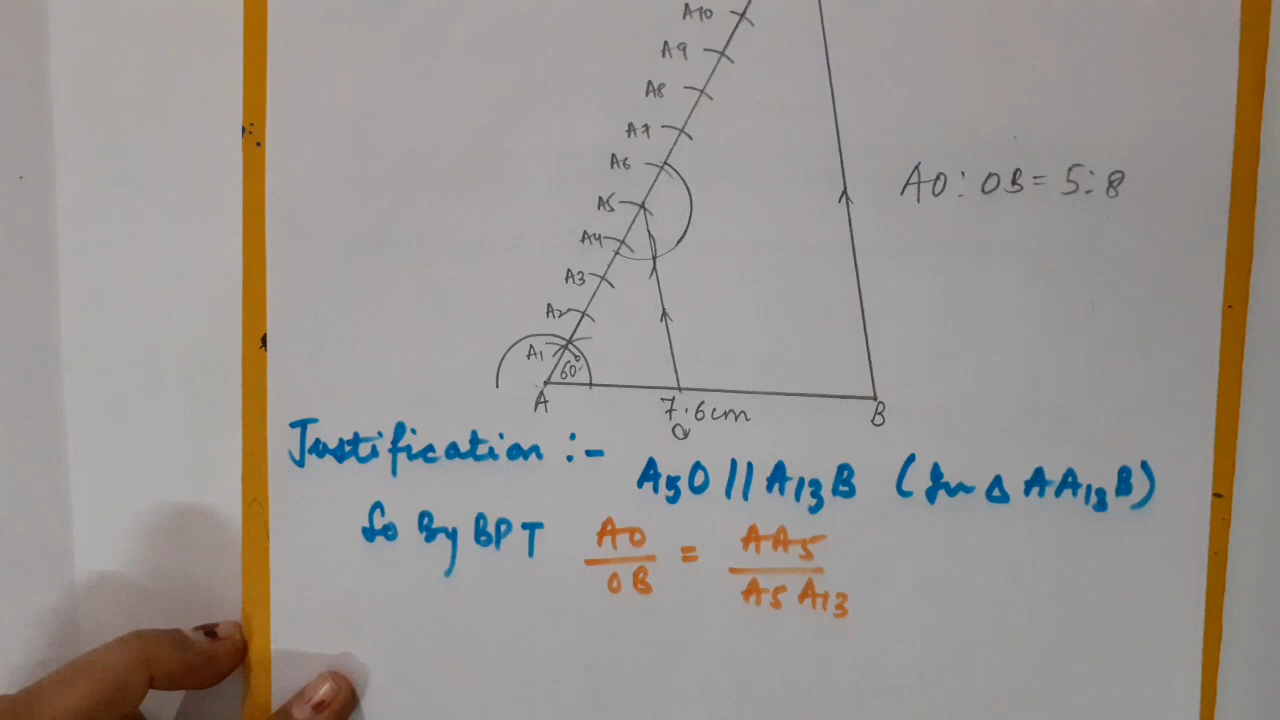 A10
A9
A8
A7
A6
A5
A4
A3
A2
A1
60°
A
7.6cm
O
B
AO : OB = 5:8
Justification :-
A5O || A13B (In △ AA13B)
So By BPT AO/OB = AA5/A5A13